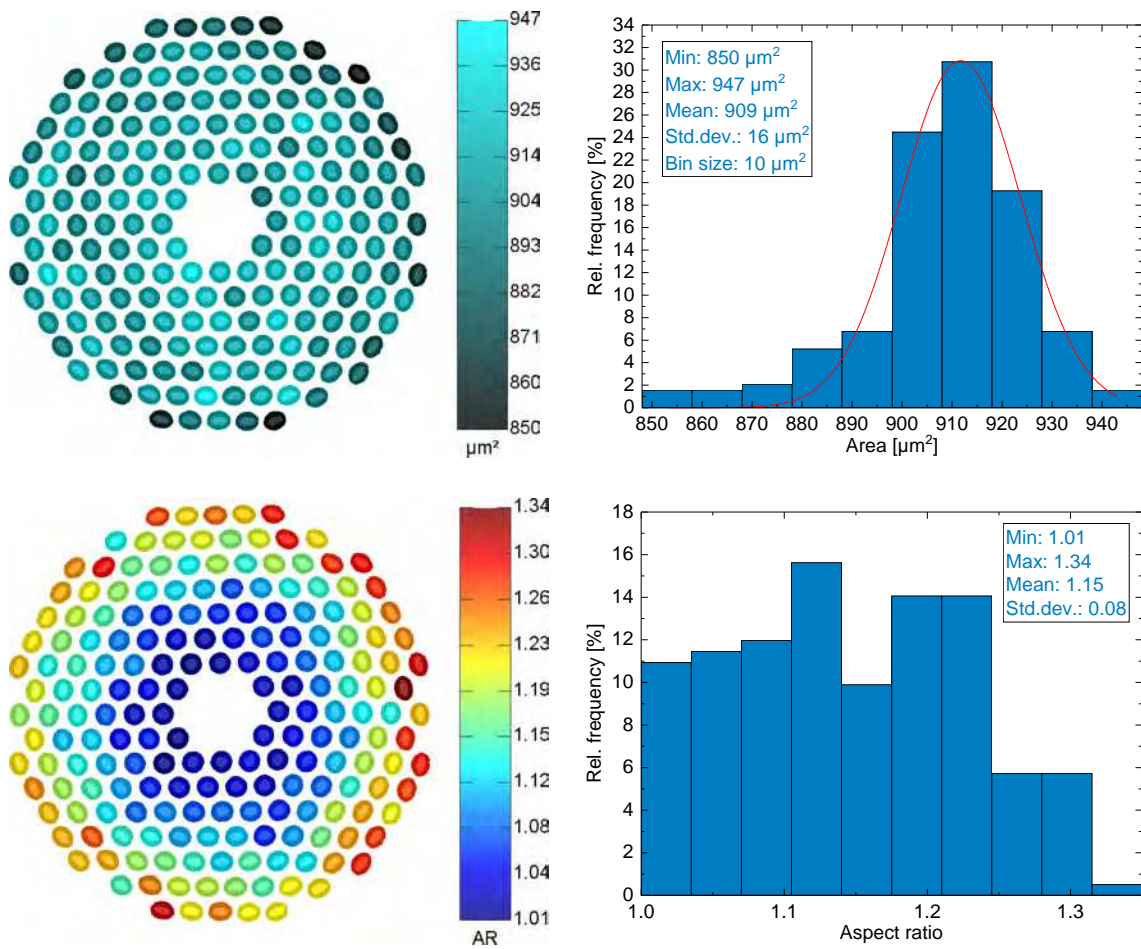 947
936
925
914
904
893
882
871
860
850
µm²
34
32
30
28
26
24
22
20
18
16
14
12
10
8
6
4
2
0
Rel. frequency [%]
Min: 850 µm²
Max: 947 µm²
Mean: 909 µm²
Std.dev.: 16 µm²
Bin size: 10 µm²
850 860 870 880 890 900 910 920 930 940
Area [µm²]
1.34
1.30
1.26
1.23
1.19
1.15
1.12
1.08
1.04
1.01
AR
18
16
14
12
10
8
6
4
2
0
Rel. frequency [%]
Min: 1.01
Max: 1.34
Mean: 1.15
Std.dev.: 0.08
1.0 1.1 1.2 1.3
Aspect ratio